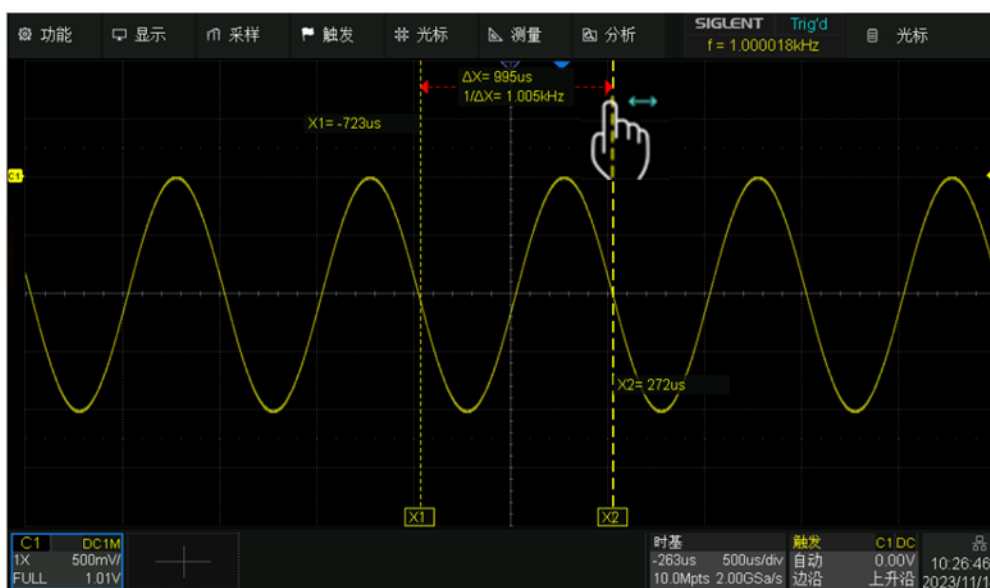 功能 显示 采样 触发 光标 测量 分析 SIGLENT Trig'd 光标
f = 1.000018kHz
ΔX= 995us
1/ΔX= 1.005kHz
X1= -723us
C1
X2= 272us
X1 X2
C1 DC1M
1X 500mV/
FULL 1.01V
时基 触发 C1 DC
-263us 500us/div 自动 0.00V
10.0Mpts 2.00GSa/s 边沿 上升沿
10:26:46
2023/11/1